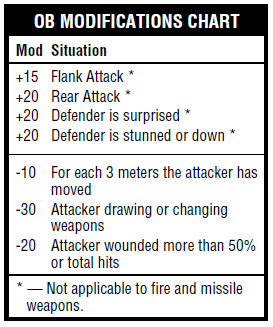 OB MODIFICATIONS CHART
Mod Situation
+15 Flank Attack *
+20 Rear Attack *
+20 Defender is surprised *
+20 Defender is stunned or down *
-10 For each 3 meters the attacker has
moved
-30 Attacker drawing or changing
weapons
-20 Attacker wounded more than 50%
or total hits
* — Not applicable to fire and missile
weapons.